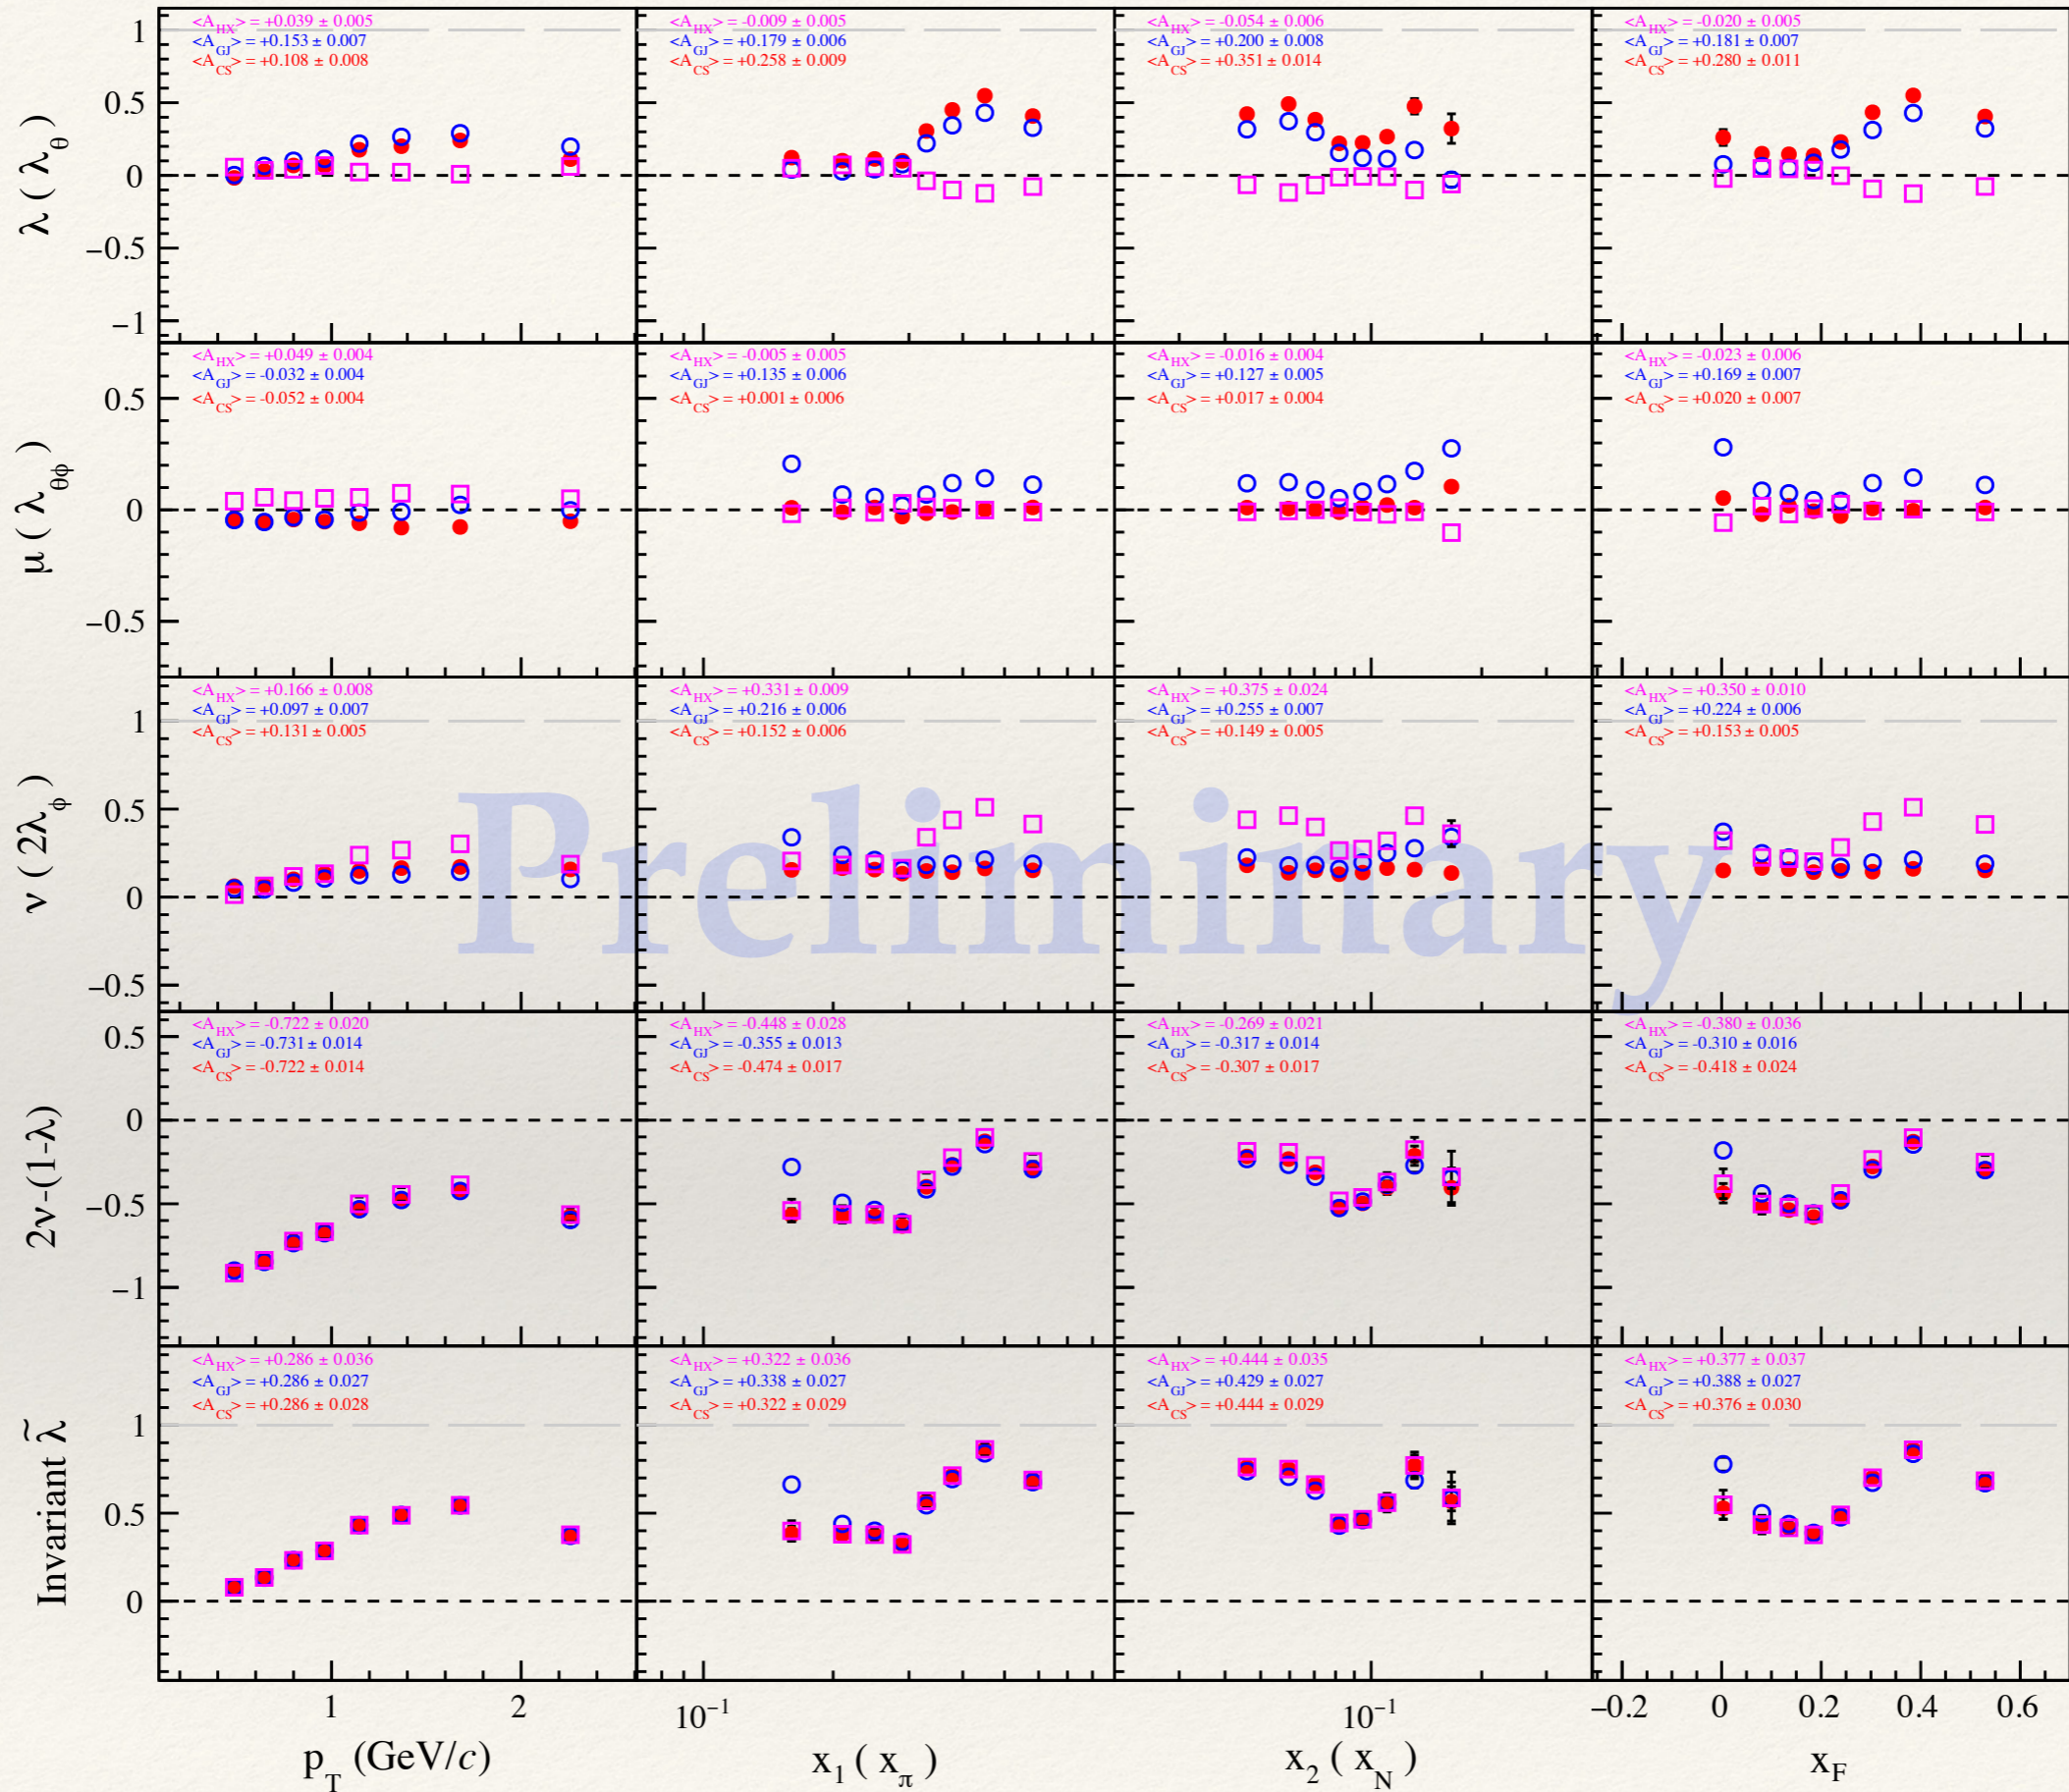 λ ( λ_θ )
1
0.5
0
−0.5
−1
<A_HX> = +0.039 ± 0.005
<A_GJ> = +0.153 ± 0.007
<A_CS> = +0.108 ± 0.008
<A_HX> = -0.009 ± 0.005
<A_GJ> = +0.179 ± 0.006
<A_CS> = +0.258 ± 0.009
<A_HX> = -0.054 ± 0.006
<A_GJ> = +0.200 ± 0.008
<A_CS> = +0.351 ± 0.014
<A_HX> = -0.020 ± 0.005
<A_GJ> = +0.181 ± 0.007
<A_CS> = +0.280 ± 0.011
μ ( λ_θϕ )
0.5
0
−0.5
<A_HX> = +0.049 ± 0.004
<A_GJ> = -0.032 ± 0.004
<A_CS> = -0.052 ± 0.004
<A_HX> = -0.005 ± 0.005
<A_GJ> = +0.135 ± 0.006
<A_CS> = +0.001 ± 0.006
<A_HX> = -0.016 ± 0.004
<A_GJ> = +0.127 ± 0.005
<A_CS> = +0.017 ± 0.004
<A_HX> = -0.023 ± 0.006
<A_GJ> = +0.169 ± 0.007
<A_CS> = +0.020 ± 0.007
ν ( 2λ_ϕ )
1
0.5
0
−0.5
<A_HX> = +0.166 ± 0.008
<A_GJ> = +0.097 ± 0.007
<A_CS> = +0.131 ± 0.005
<A_HX> = +0.331 ± 0.009
<A_GJ> = +0.216 ± 0.006
<A_CS> = +0.152 ± 0.006
<A_HX> = +0.375 ± 0.024
<A_GJ> = +0.255 ± 0.007
<A_CS> = +0.149 ± 0.005
<A_HX> = +0.350 ± 0.010
<A_GJ> = +0.224 ± 0.006
<A_CS> = +0.153 ± 0.005
Preliminary
2ν-(1-λ)
0.5
0
−0.5
−1
<A_HX> = -0.722 ± 0.020
<A_GJ> = -0.731 ± 0.014
<A_CS> = -0.722 ± 0.014
<A_HX> = -0.448 ± 0.028
<A_GJ> = -0.355 ± 0.013
<A_CS> = -0.474 ± 0.017
<A_HX> = -0.269 ± 0.021
<A_GJ> = -0.317 ± 0.014
<A_CS> = -0.307 ± 0.017
<A_HX> = -0.380 ± 0.036
<A_GJ> = -0.310 ± 0.016
<A_CS> = -0.418 ± 0.024
Invariant λ̃
1
0.5
0
<A_HX> = +0.286 ± 0.036
<A_GJ> = +0.286 ± 0.027
<A_CS> = +0.286 ± 0.028
<A_HX> = +0.322 ± 0.036
<A_GJ> = +0.338 ± 0.027
<A_CS> = +0.322 ± 0.029
<A_HX> = +0.444 ± 0.035
<A_GJ> = +0.429 ± 0.027
<A_CS> = +0.444 ± 0.029
<A_HX> = +0.377 ± 0.037
<A_GJ> = +0.388 ± 0.027
<A_CS> = +0.376 ± 0.030
1 2
10⁻¹
10⁻¹
−0.2 0 0.2 0.4 0.6
p_T (GeV/c)
x_1 ( x_π )
x_2 ( x_N )
x_F